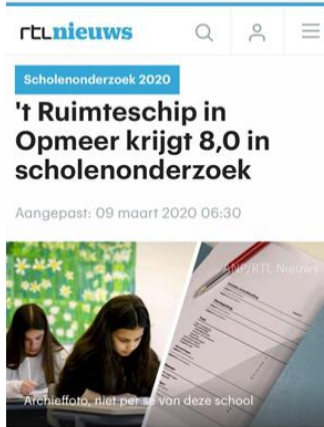 rtlnieuws
Scholenonderzoek 2020
't Ruimteschip in
Opmeer krijgt 8,0 in
scholenonderzoek
Aangepast: 09 maart 2020 06:30
ANP/RTL Nieuws
Archieffoto, niet per se van deze school